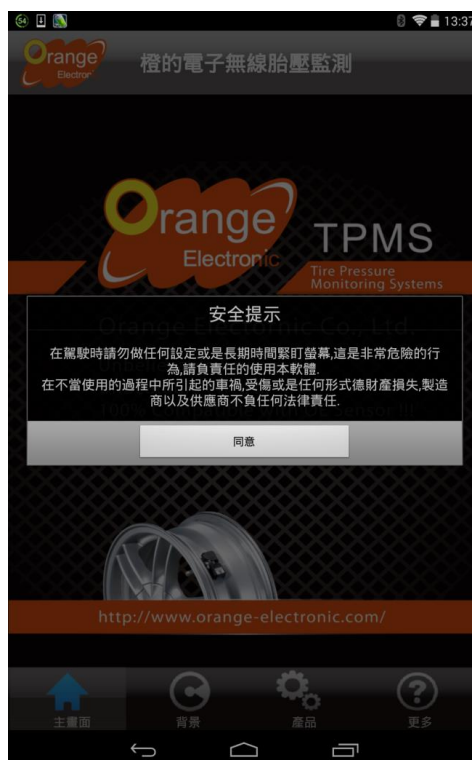 54
13:37
Orange
Electron
橙的電子無線胎壓監測
Orange
Electronic
TPMS
Tire Pressure
Monitoring Systems
安全提示
在駕駛時請勿做任何設定或是長期時間緊盯螢幕,這是非常危險的行
為,請負責任的使用本軟體.
在不當使用的過程中所引起的車禍,受傷或是任何形式德財產損失,製造
商以及供應商不負任何法律責任.
同意
http://www.orange-electronic.com/
主畫面
背景
產品
更多